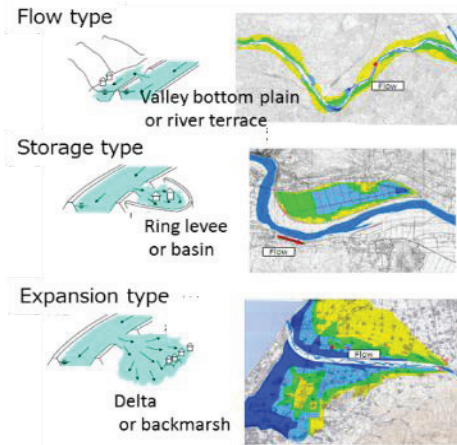 Flow type
Valley bottom plain
or river terrace
Flow
Storage type
Ring levee
or basin
Flow
Expansion type
Delta
or backmarsh
Flow